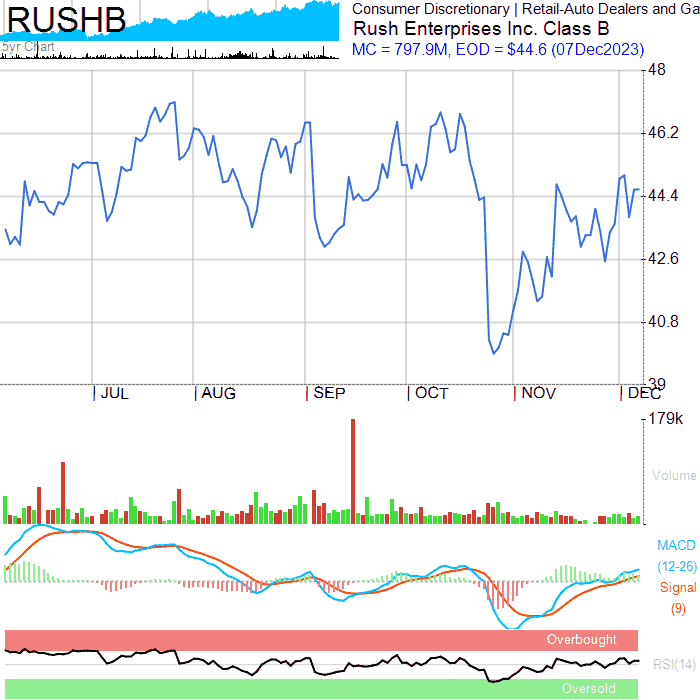 RUSHB
5yr Chart
Consumer Discretionary | Retail-Auto Dealers and Ga
Rush Enterprises Inc. Class B
MC = 797.9M, EOD = $44.6 (07Dec2023)
48
46.2
44.4
42.6
40.8
39
JUL AUG SEP OCT NOV DEC
179k
Volume
MACD
(12-26)
Signal
(9)
Overbought
RSI(14)
Oversold